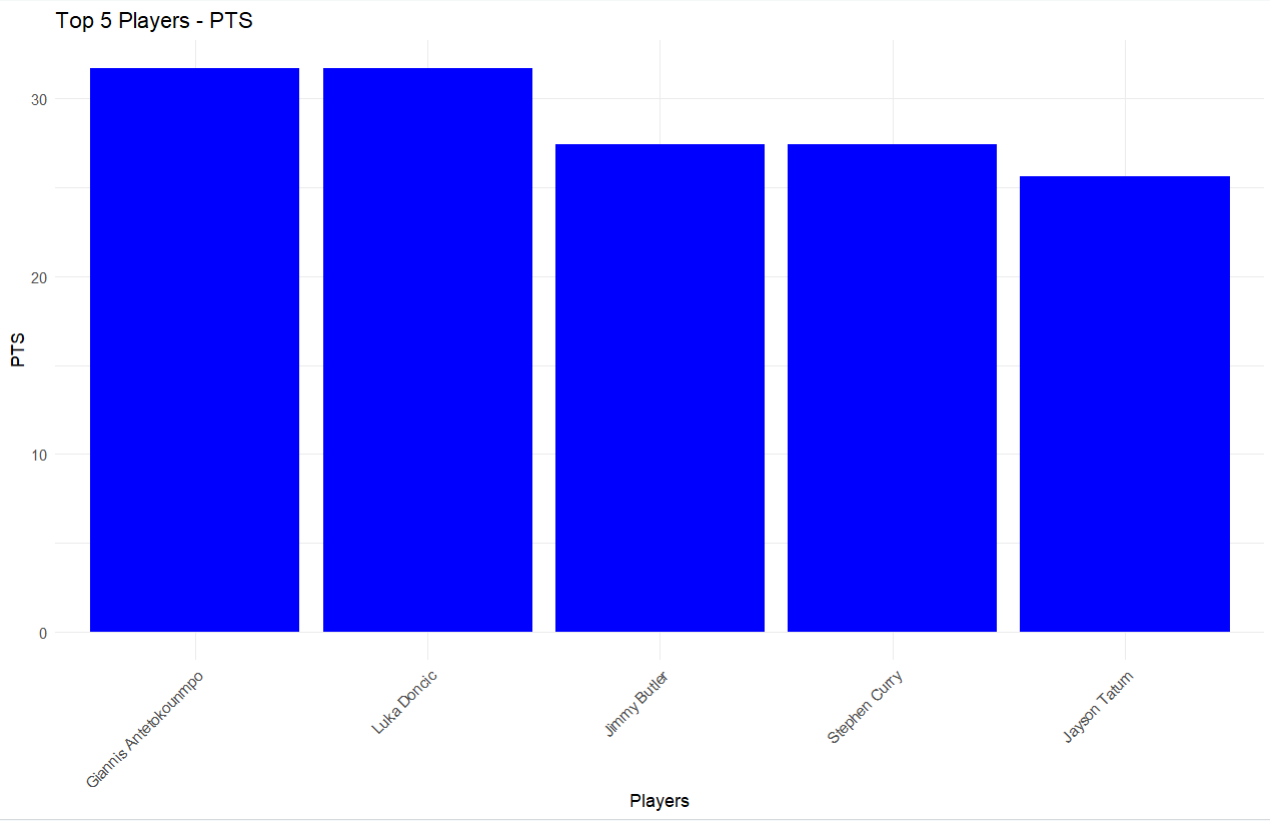 Top 5 Players - PTS
30
20
10
0
PTS
Giannis Antetokounmpo
Luka Doncic
Jimmy Butler
Stephen Curry
Jayson Tatum
Players